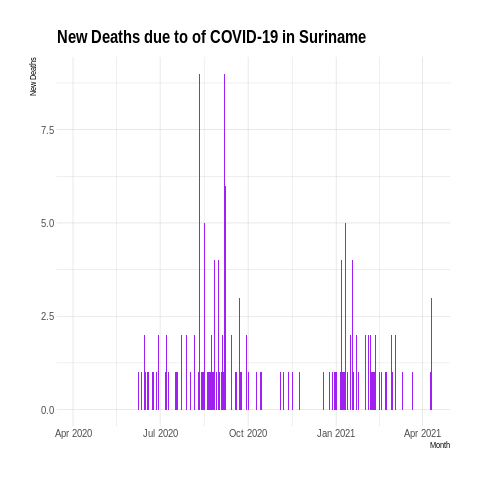 New Deaths due to of COVID-19 in Suriname
New Deaths
7.5
5.0
2.5
0.0
Apr 2020
Jul 2020
Oct 2020
Jan 2021
Apr 2021
Month